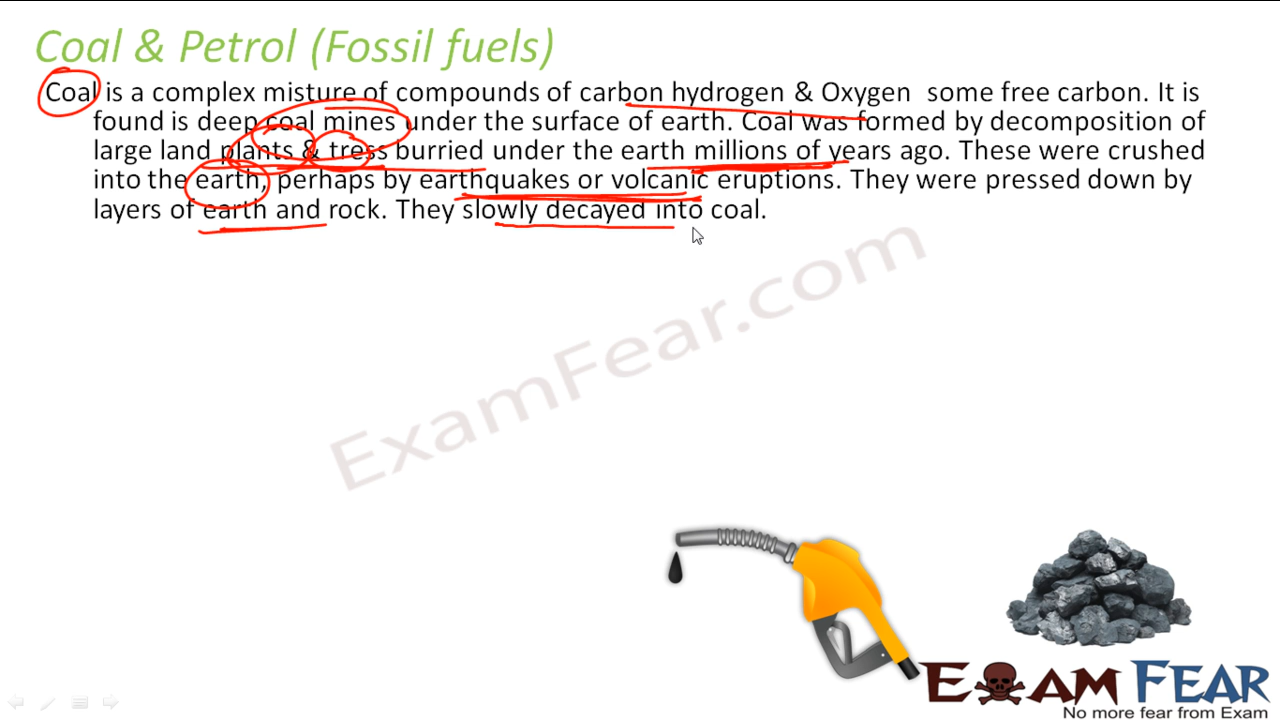 Coal & Petrol (Fossil fuels)
Coal is a complex mixture of compounds of carbon hydrogen & Oxygen some free carbon. It is
found is deep coal mines under the surface of earth. Coal was formed by decomposition of
large land plants & tress burried under the earth millions of years ago. These were crushed
into the earth, perhaps by earthquakes or volcanic eruptions. They were pressed down by
layers of earth and rock. They slowly decayed into coal.
ExamFear.com
EXAM FEAR
No more fear from Exam